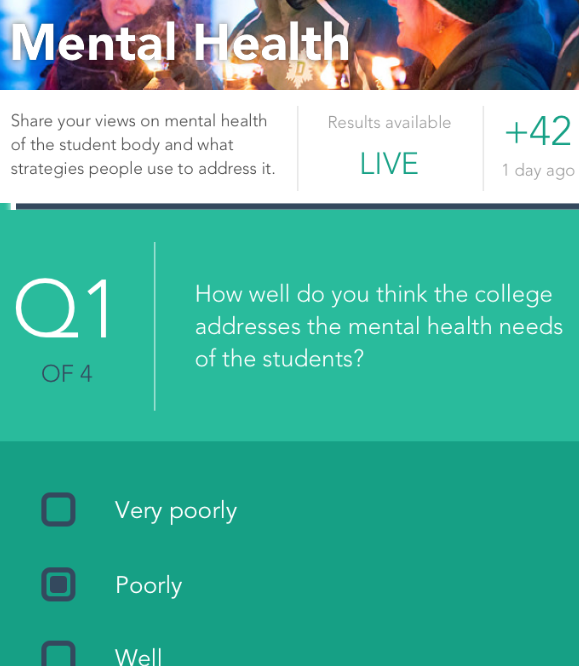 Mental Health
Share your views on mental health
of the student body and what
strategies people use to address it.
Results available
LIVE
+42
1 day ago
Q1
OF 4
How well do you think the college
addresses the mental health needs
of the students?
Very poorly
Poorly
Well